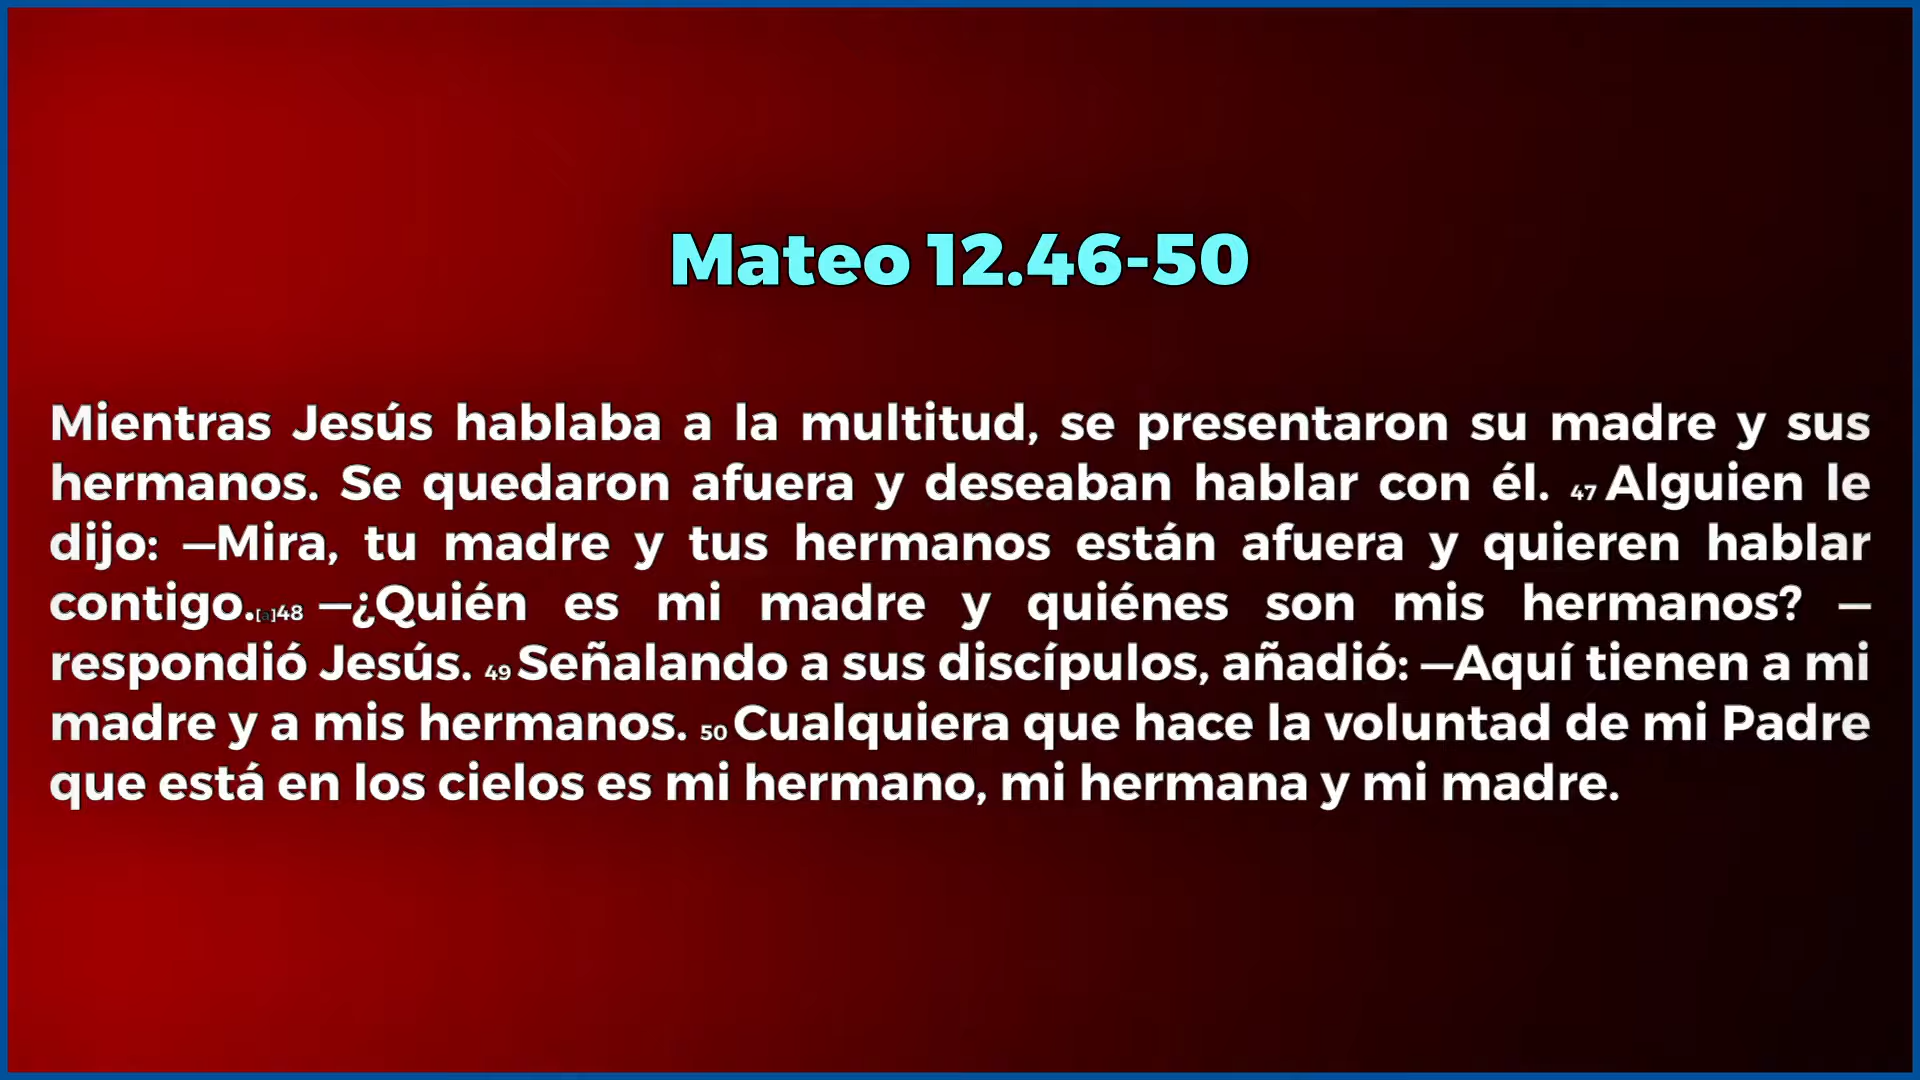 Mateo 12.46-50
Mientras Jesús hablaba a la multitud, se presentaron su madre y sus
hermanos. Se quedaron afuera y deseaban hablar con él. 47 Alguien le
dijo: —Mira, tu madre y tus hermanos están afuera y quieren hablar
contigo.[a]48 —¿Quién es mi madre y quiénes son mis hermanos? —
respondió Jesús. 49 Señalando a sus discípulos, añadió: —Aquí tienen a mi
madre y a mis hermanos. 50 Cualquiera que hace la voluntad de mi Padre
que está en los cielos es mi hermano, mi hermana y mi madre.